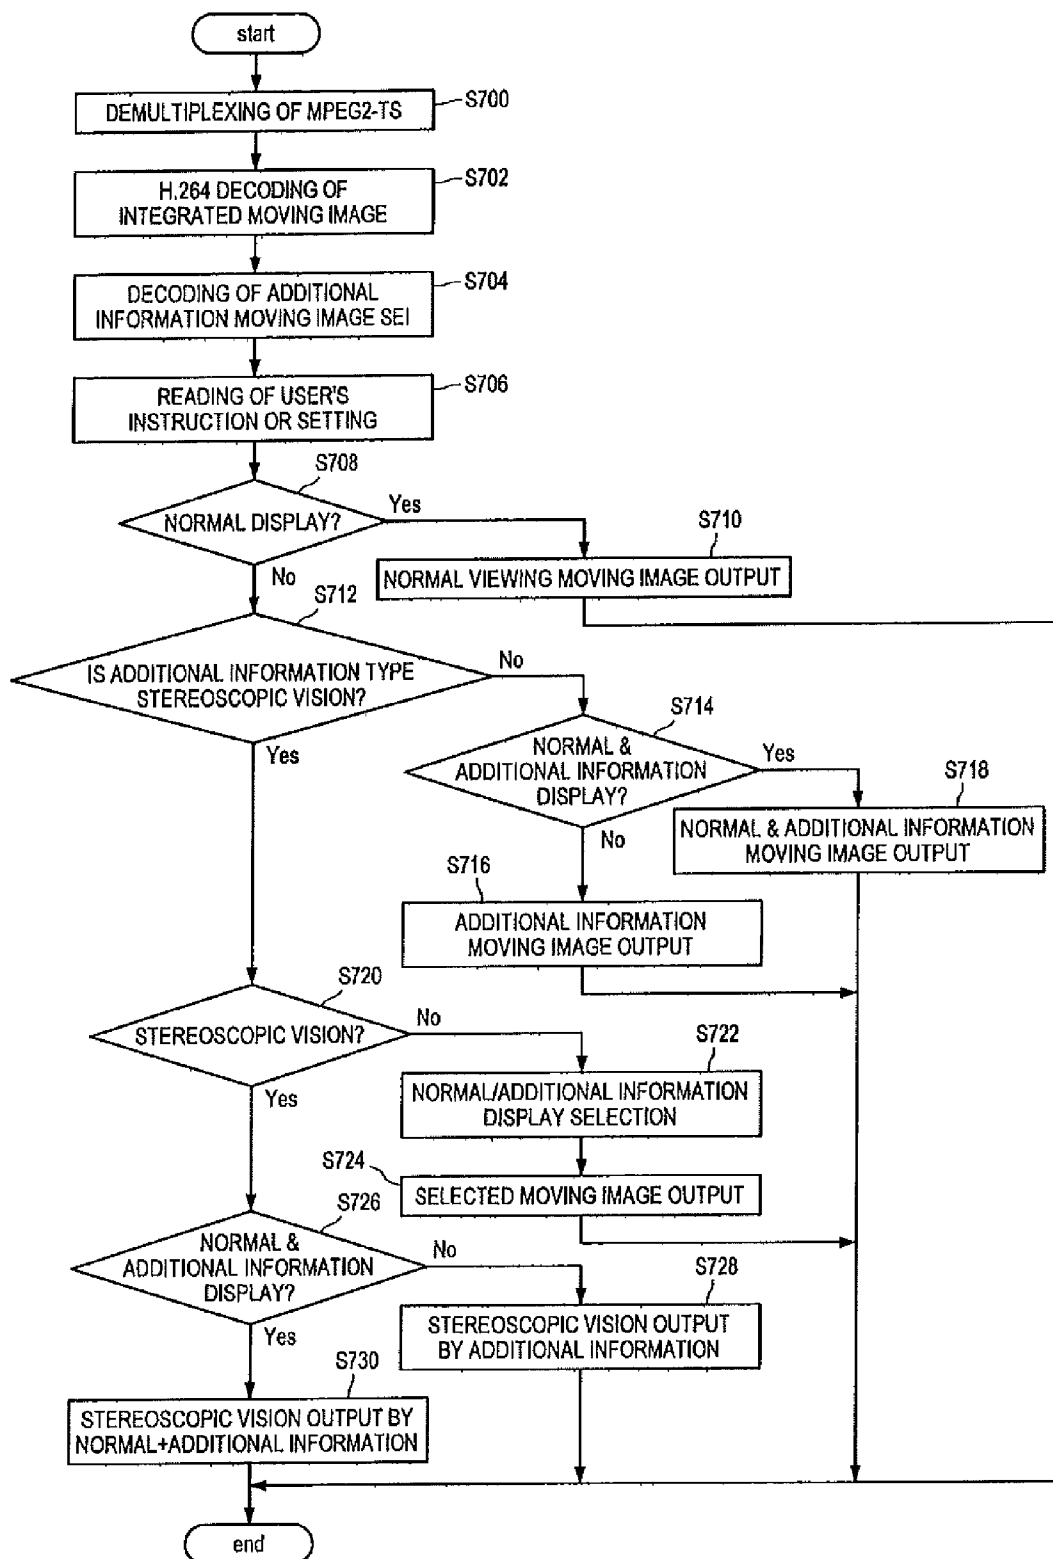 start
S700
DEMULTIPLEXING OF MPEG2-TS
S702
H.264 DECODING OF
INTEGRATED MOVING IMAGE
S704
DECODING OF ADDITIONAL
INFORMATION MOVING IMAGE SEI
S706
READING OF USER'S
INSTRUCTION OR SETTING
S708
NORMAL DISPLAY?
Yes
No
S710
NORMAL VIEWING MOVING IMAGE OUTPUT
S712
IS ADDITIONAL INFORMATION TYPE
STEREOSCOPIC VISION?
No
Yes
S714
NORMAL &
ADDITIONAL INFORMATION
DISPLAY?
Yes
No
S718
NORMAL & ADDITIONAL INFORMATION
MOVING IMAGE OUTPUT
S716
ADDITIONAL INFORMATION
MOVING IMAGE OUTPUT
S720
STEREOSCOPIC VISION?
No
Yes
S722
NORMAL/ADDITIONAL INFORMATION
DISPLAY SELECTION
S724
SELECTED MOVING IMAGE OUTPUT
S726
NORMAL &
ADDITIONAL INFORMATION
DISPLAY?
No
Yes
S728
STEREOSCOPIC VISION OUTPUT
BY ADDITIONAL INFORMATION
S730
STEREOSCOPIC VISION OUTPUT BY
NORMAL+ADDITIONAL INFORMATION
end